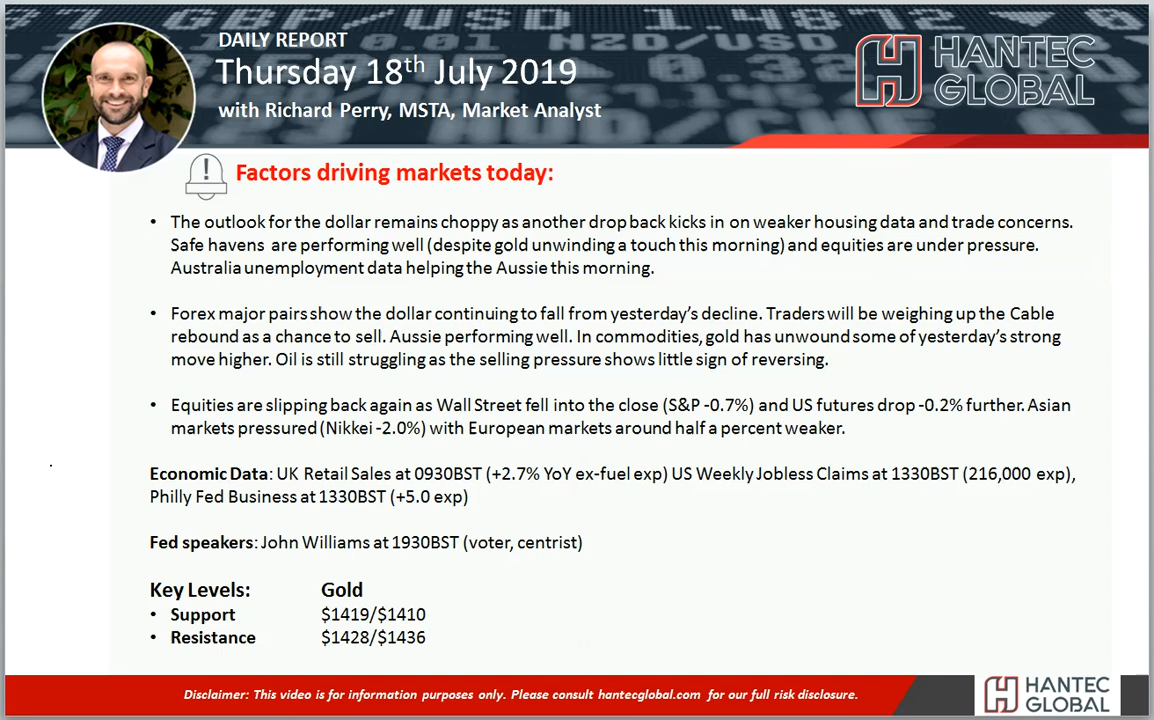 DAILY REPORT
Thursday 18th July 2019
with Richard Perry, MSTA, Market Analyst
HANTEC
GLOBAL
GBP/USD 1.498
0.01 NZD/USD
AUD/CHF
Factors driving markets today:
• The outlook for the dollar remains choppy as another drop back kicks in on weaker housing data and trade concerns.
Safe havens are performing well (despite gold unwinding a touch this morning) and equities are under pressure.
Australia unemployment data helping the Aussie this morning.
• Forex major pairs show the dollar continuing to fall from yesterday’s decline. Traders will be weighing up the Cable
rebound as a chance to sell. Aussie performing well. In commodities, gold has unwound some of yesterday’s strong
move higher. Oil is still struggling as the selling pressure shows little sign of reversing.
• Equities are slipping back again as Wall Street fell into the close (S&P -0.7%) and US futures drop -0.2% further. Asian
markets pressured (Nikkei -2.0%) with European markets around half a percent weaker.
Economic Data: UK Retail Sales at 0930BST (+2.7% YoY ex-fuel exp) US Weekly Jobless Claims at 1330BST (216,000 exp),
Philly Fed Business at 1330BST (+5.0 exp)
Fed speakers: John Williams at 1930BST (voter, centrist)
Key Levels: Gold
• Support $1419/$1410
• Resistance $1428/$1436
Disclaimer: This video is for information purposes only. Please consult hantecglobal.com for our full risk disclosure.
HANTEC
GLOBAL